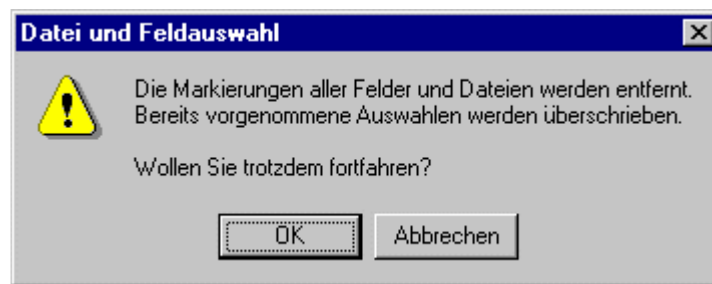 Datei und Feldauswahl
Die Markierungen aller Felder und Dateien werden entfernt.
Bereits vorgenommene Auswahlen werden überschrieben.
Wollen Sie trotzdem fortfahren?
OK Abbrechen